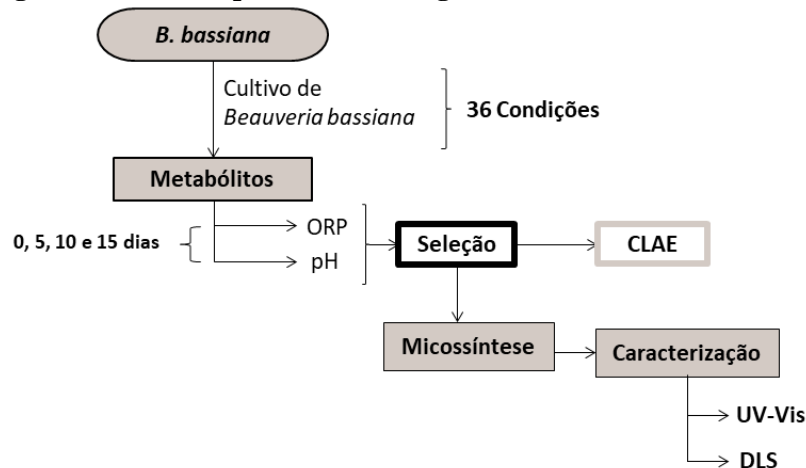 B. bassiana
Cultivo de
Beauveria bassiana
36 Condições
Metabólitos
0, 5, 10 e 15 dias
ORP
pH
Seleção
CLAE
Micossíntese
Caracterização
UV-Vis
DLS